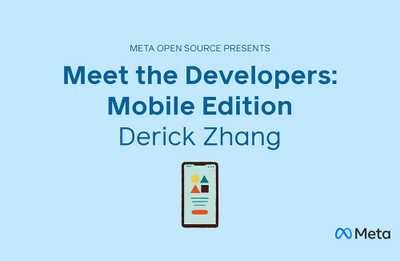 META OPEN SOURCE PRESENTS
Meet the Developers:
Mobile Edition
Derick Zhang
Meta